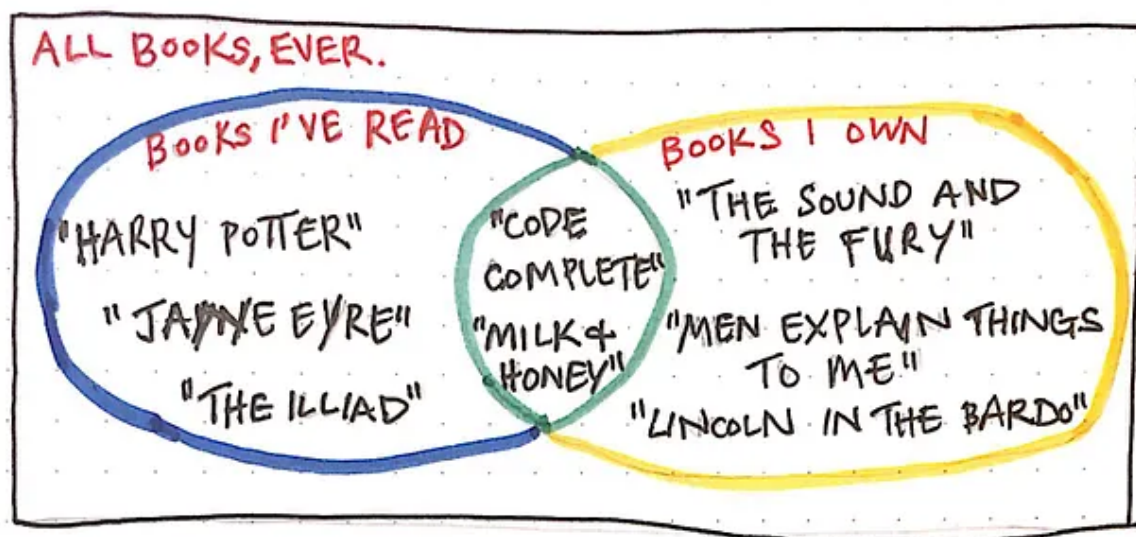 ALL BOOKS, EVER.
BOOKS I'VE READ
"HARRY POTTER"
"JANE EYRE"
"THE ILLIAD"
"CODE
COMPLETE"
"MILK &
HONEY"
BOOKS I OWN
"THE SOUND AND
THE FURY"
"MEN EXPLAIN THINGS
TO ME"
"LINCOLN IN THE BARDO"